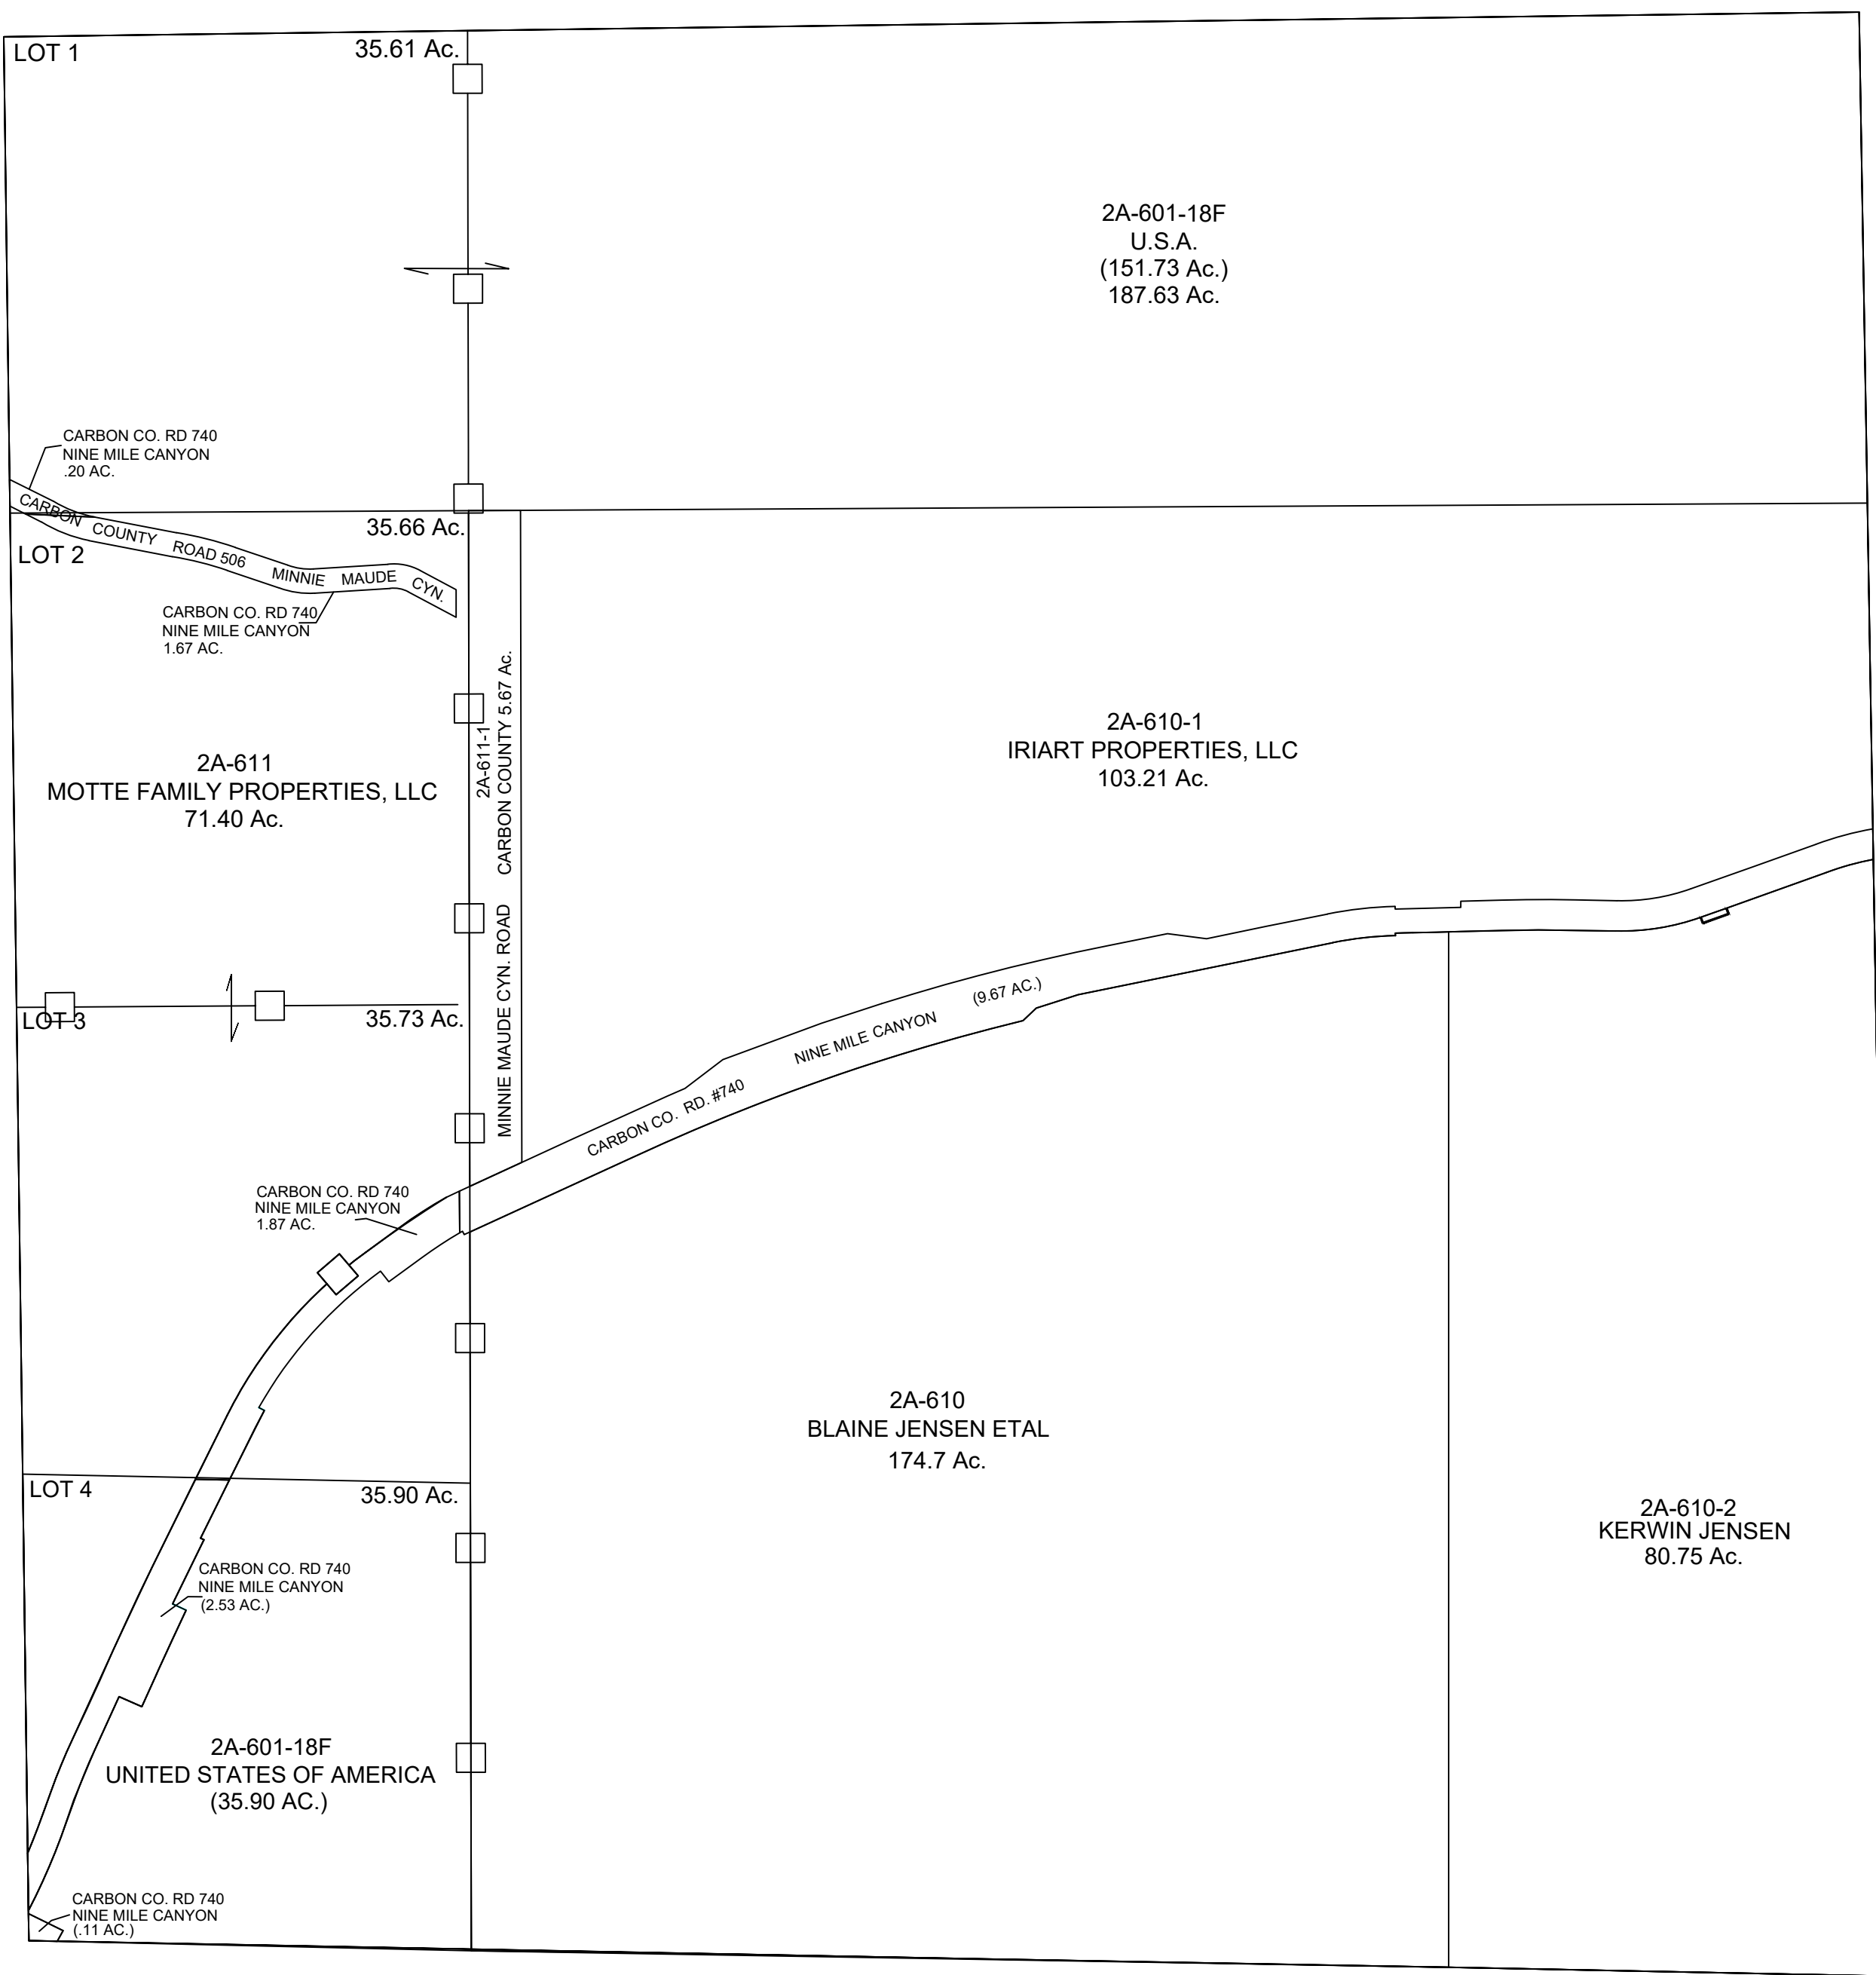 LOT 1
35.61 Ac.
2A-601-18F
U.S.A.
(151.73 Ac.)
187.63 Ac.
CARBON CO. RD 740
NINE MILE CANYON
.20 AC.
CARBON COUNTY ROAD 506 MINNIE MAUDE CYN.
35.66 Ac.
LOT 2
CARBON CO. RD 740
NINE MILE CANYON
1.67 AC.
2A-611
MOTTE FAMILY PROPERTIES, LLC
71.40 Ac.
2A-611-1
MINNIE MAUDE CYN. ROAD CARBON COUNTY 5.67 Ac.
2A-610-1
IRIART PROPERTIES, LLC
103.21 Ac.
LOT 3
35.73 Ac.
CARBON CO. RD. #740 NINE MILE CANYON (9.67 AC.)
CARBON CO. RD 740
NINE MILE CANYON
1.87 AC.
2A-610
BLAINE JENSEN ETAL
174.7 Ac.
LOT 4
35.90 Ac.
2A-610-2
KERWIN JENSEN
80.75 Ac.
CARBON CO. RD 740
NINE MILE CANYON
(2.53 AC.)
2A-601-18F
UNITED STATES OF AMERICA
(35.90 AC.)
CARBON CO. RD 740
NINE MILE CANYON
(.11 AC.)